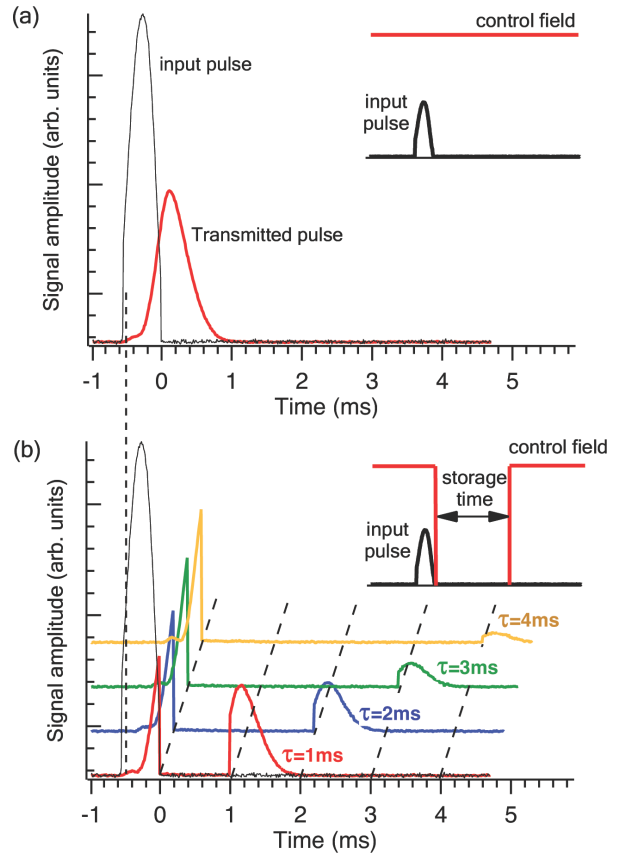 (a)
control field
input pulse
input
pulse
Transmitted pulse
Signal amplitude (arb. units)
-1 0 1 2 3 4 5
Time (ms)
(b)
control field
storage
time
input
pulse
τ=4ms
τ=3ms
τ=2ms
τ=1ms
Signal amplitude (arb. units)
-1 0 1 2 3 4 5
Time (ms)